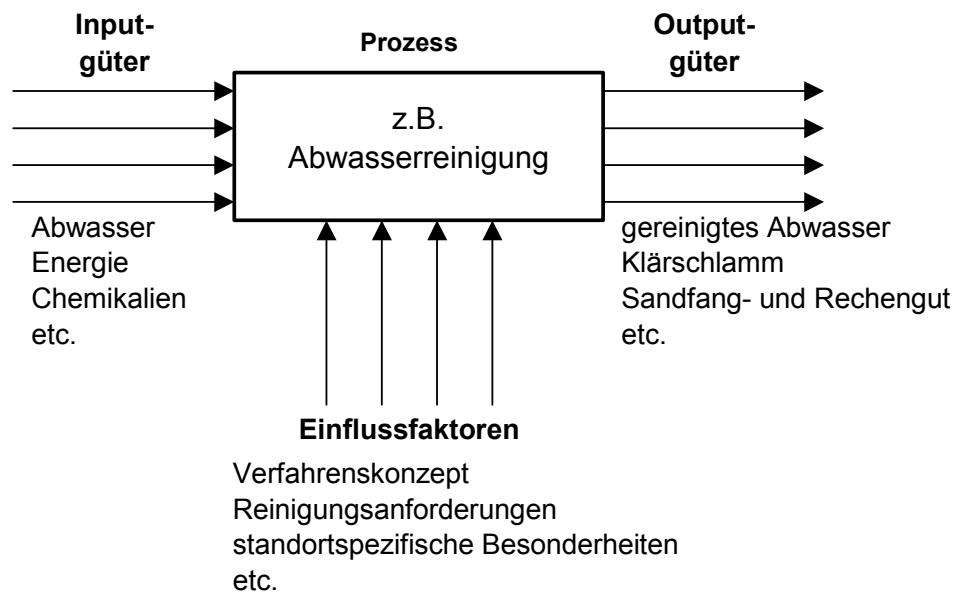 Input-
güter
Prozess
Output-
güter
z.B.
Abwasserreinigung
Abwasser
Energie
Chemikalien
etc.
gereinigtes Abwasser
Klärschlamm
Sandfang- und Rechengut
etc.
Einflussfaktoren
Verfahrenskonzept
Reinigungsanforderungen
standortspezifische Besonderheiten
etc.